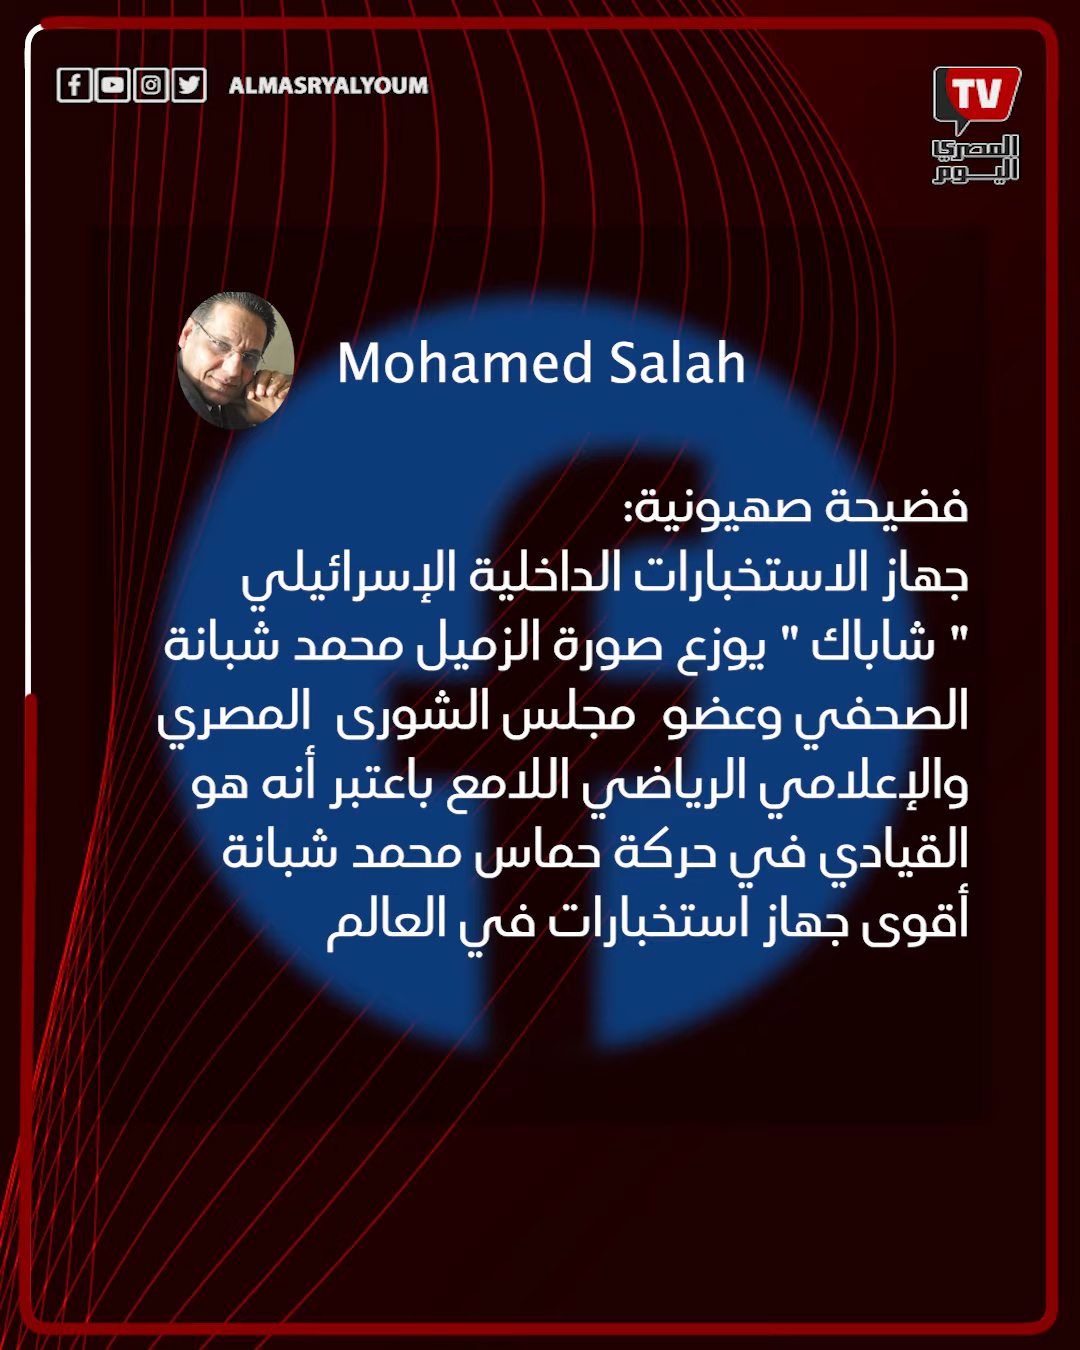 ALMASRYALYOUM
TV
المصري
اليوم
Mohamed Salah
فضيحة صهيونية:
جهاز الاستخبارات الداخلية الإسرائيلي
" شاباك " يوزع صورة الزميل محمد شبانة
الصحفي وعضو مجلس الشورى المصري
والإعلامي الرياضي اللامع باعتبر أنه هو
القيادي في حركة حماس محمد شبانة
أقوى جهاز استخبارات في العالم